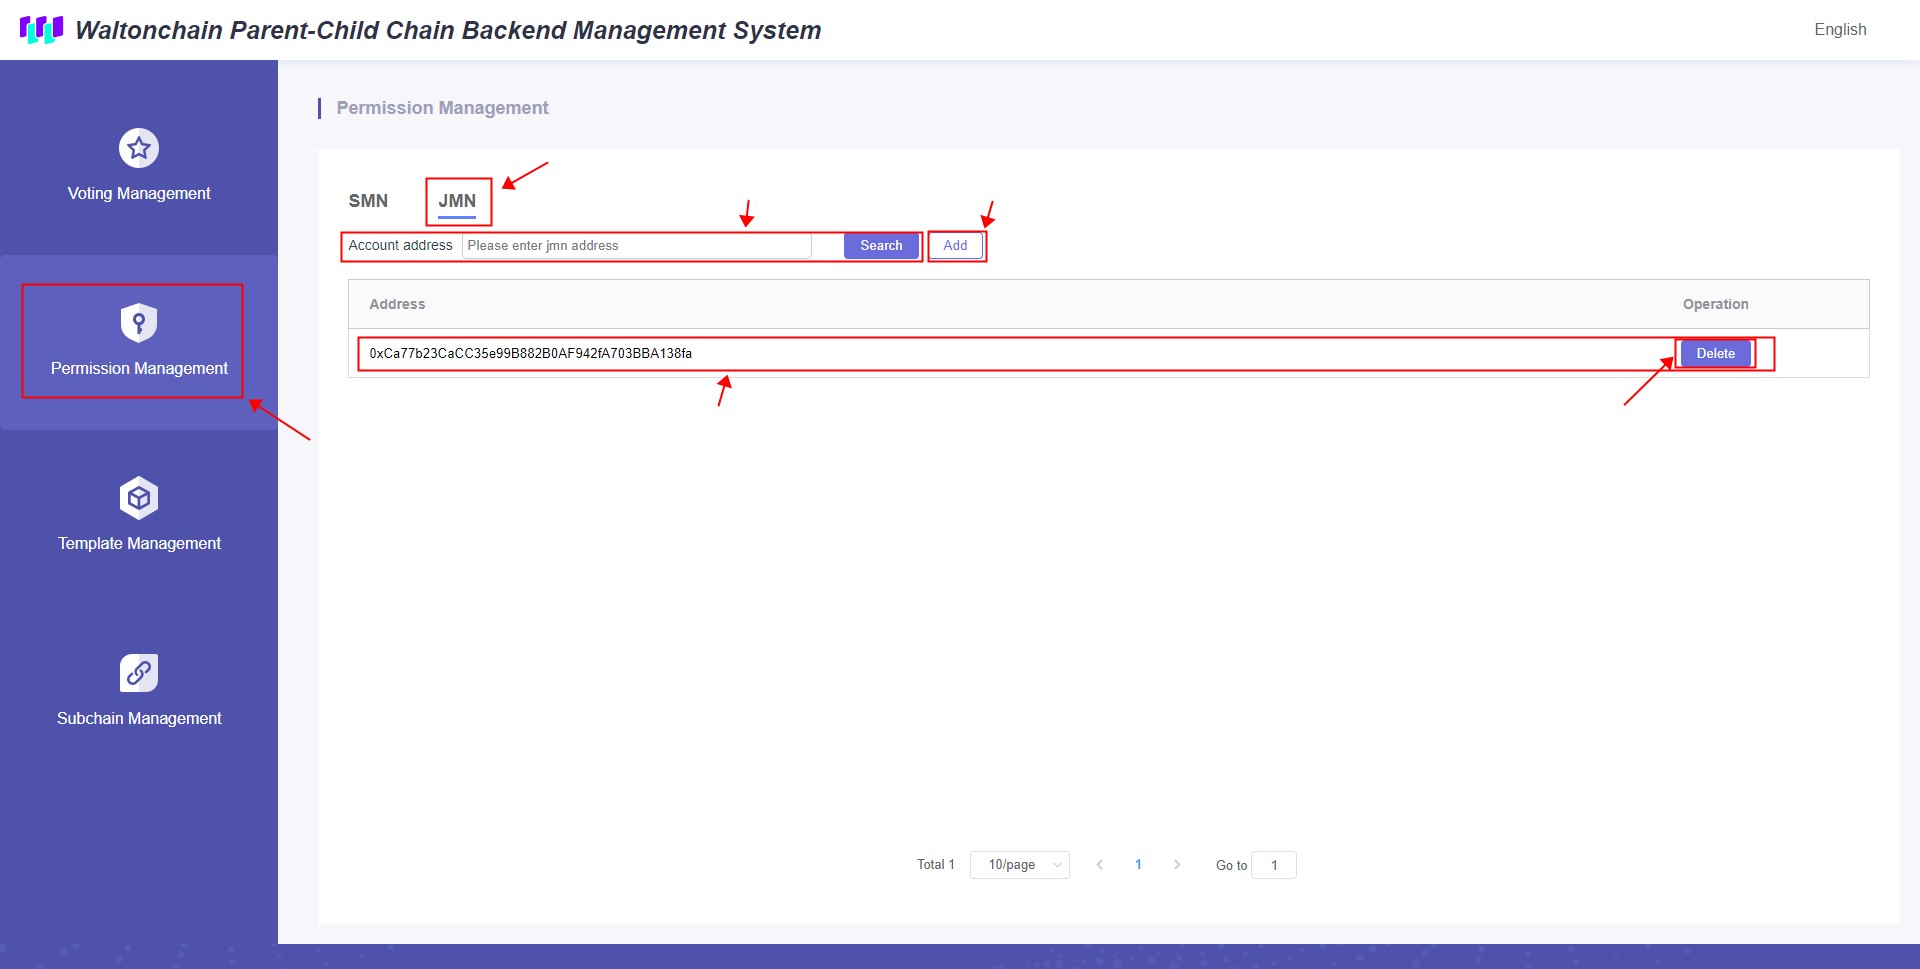 Waltonchain Parent-Child Chain Backend Management System
English
Voting Management
Permission Management
Template Management
Subchain Management
Permission Management
SMN JMN
Account address Please enter jmn address Search Add
Address Operation
0xCa77b23CaCC35e99B882B0AF942fA703BBA138fa Delete
Total 1 10/page 1 Go to 1